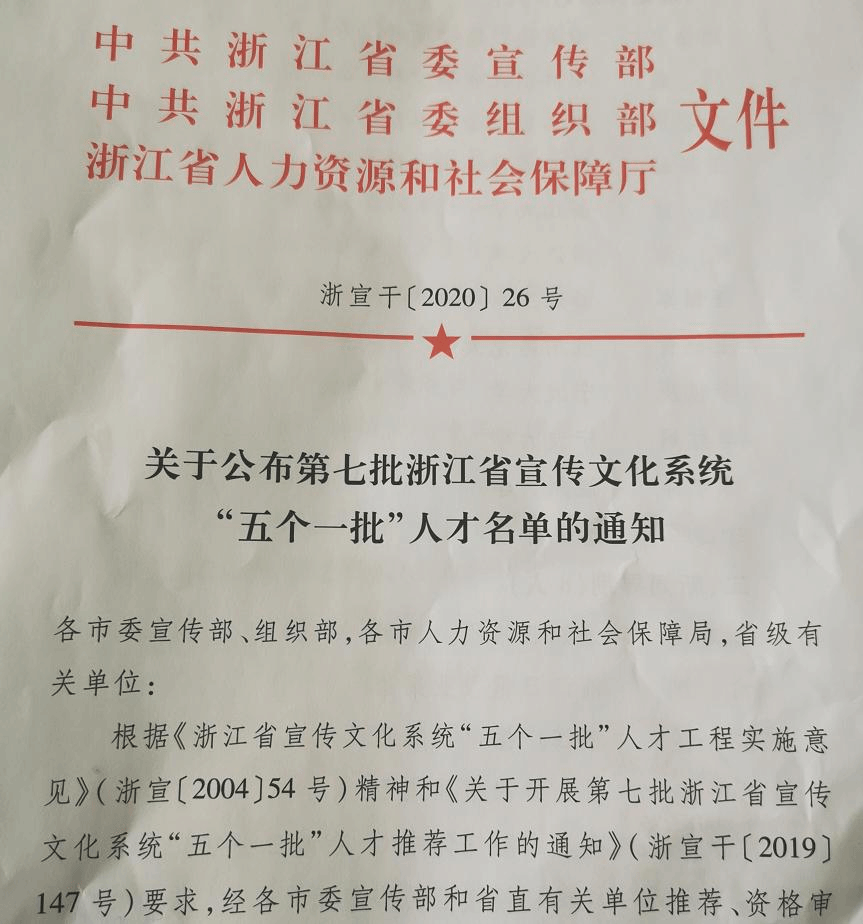 中共浙江省委宣传部
中共浙江省委组织部 文件
浙江省人力资源和社会保障厅
浙宣干〔2020〕26 号
关于公布第七批浙江省宣传文化系统
“五个一批”人才名单的通知
各市委宣传部、组织部，各市人力资源和社会保障局，省级有
关单位：
根据《浙江省宣传文化系统“五个一批”人才工程实施意
见》（浙宣〔2004〕54 号）精神和《关于开展第七批浙江省宣传
文化系统“五个一批”人才推荐工作的通知》（浙宣干〔2019〕
147 号）要求，经各市委宣传部和省直有关单位推荐、资格审